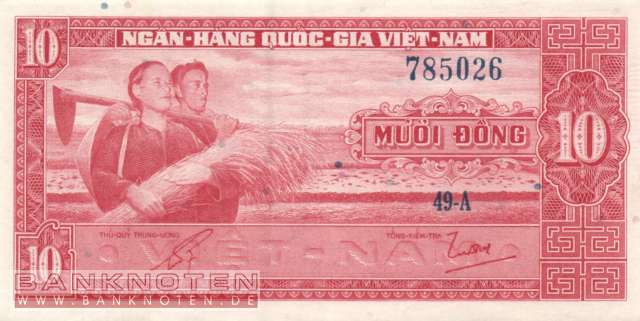 10 NGÂN-HÀNG QUỐC-GIA VIỆT-NAM
785026
MƯỜI ĐỒNG 10
49-A
THỦ-QUỸ TRUNG-ƯƠNG TỔNG-KIỂM-TRA
VIỆT-NAM
10
BANKNOTEN
WWW.BANKNOTEN.DE